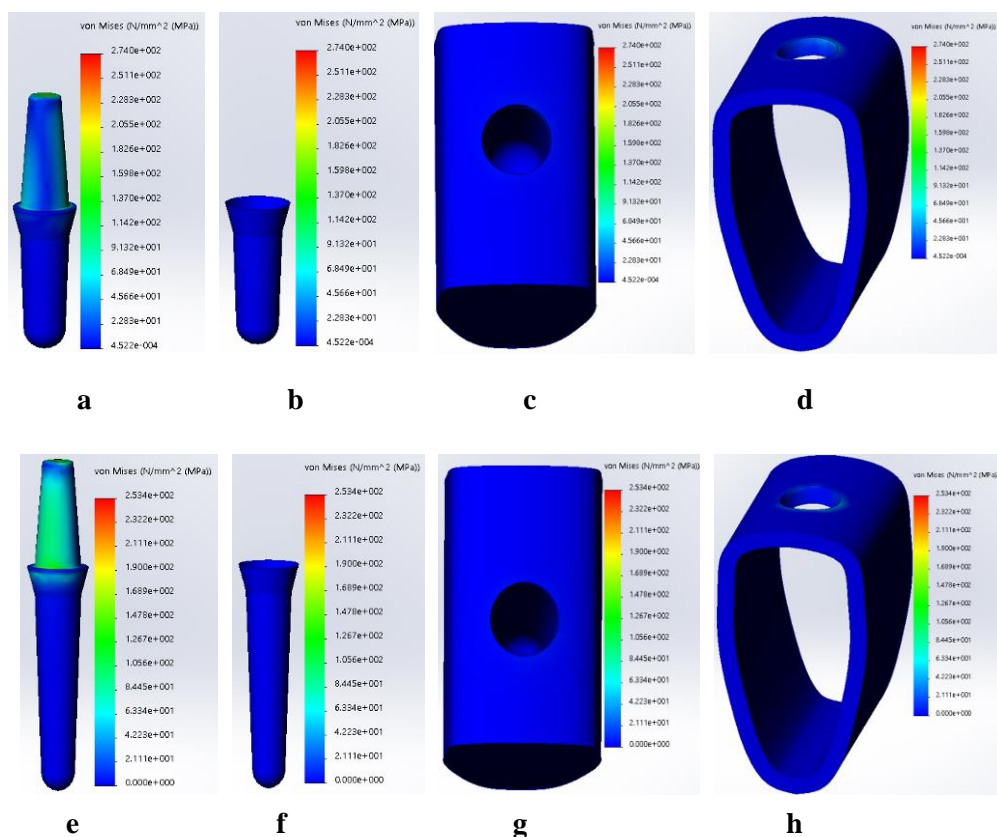 von Mises (N/mm^2 (MPa))
2.740e+002
2.511e+002
2.283e+002
2.055e+002
1.826e+002
1.598e+002
1.370e+002
1.142e+002
9.132e+001
6.849e+001
4.566e+001
2.283e+001
4.522e-004
von Mises (N/mm^2 (MPa))
2.740e+002
2.511e+002
2.283e+002
2.055e+002
1.826e+002
1.598e+002
1.370e+002
1.142e+002
9.132e+001
6.849e+001
4.566e+001
2.283e+001
4.522e-004
von Mises (N/mm^2 (MPa))
2.740e+002
2.511e+002
2.283e+002
2.055e+002
1.826e+002
1.598e+002
1.370e+002
1.142e+002
9.132e+001
6.849e+001
4.566e+001
2.283e+001
4.522e-004
von Mises (N/mm^2 (MPa))
2.740e+002
2.511e+002
2.283e+002
2.055e+002
1.826e+002
1.598e+002
1.370e+002
1.142e+002
9.132e+001
6.849e+001
4.566e+001
2.283e+001
4.522e-004
a b c d
von Mises (N/mm^2 (MPa))
2.534e+002
2.322e+002
2.111e+002
1.900e+002
1.689e+002
1.478e+002
1.267e+002
1.056e+002
8.445e+001
6.334e+001
4.223e+001
2.111e+001
0.000e+000
von Mises (N/mm^2 (MPa))
2.534e+002
2.322e+002
2.111e+002
1.900e+002
1.689e+002
1.478e+002
1.267e+002
1.056e+002
8.445e+001
6.334e+001
4.223e+001
2.111e+001
0.000e+000
von Mises (N/mm^2 (MPa))
2.534e+002
2.322e+002
2.111e+002
1.900e+002
1.689e+002
1.478e+002
1.267e+002
1.056e+002
8.445e+001
6.334e+001
4.223e+001
2.111e+001
0.000e+000
von Mises (N/mm^2 (MPa))
2.534e+002
2.322e+002
2.111e+002
1.900e+002
1.689e+002
1.478e+002
1.267e+002
1.056e+002
8.445e+001
6.334e+001
4.223e+001
2.111e+001
0.000e+000
e f g h